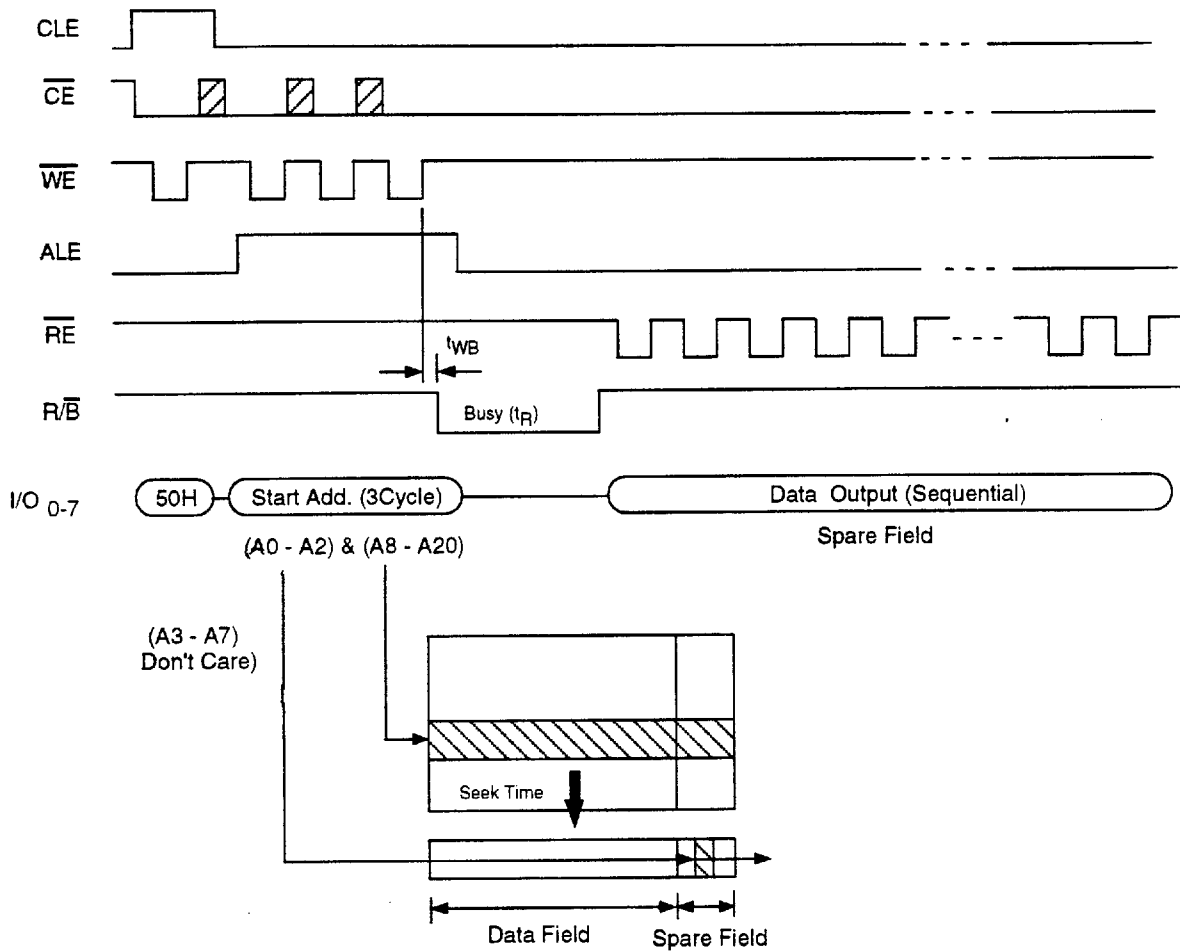 CLE
CE
WE
ALE
RE
tWB
R/B
Busy (tR)
I/O 0-7
50H
Start Add. (3Cycle)
Data Output (Sequential)
(A0 - A2) & (A8 - A20)
Spare Field
(A3 - A7)
Don't Care)
Seek Time
Data Field
Spare Field